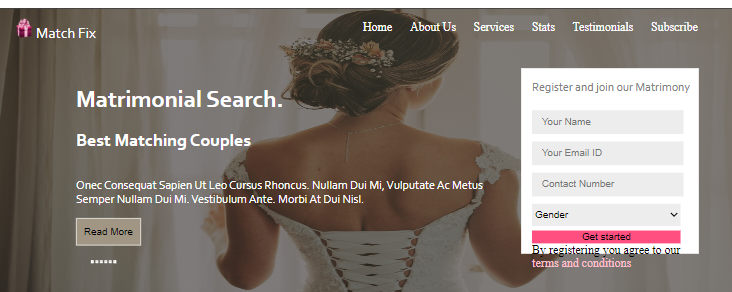 Match Fix
Home About Us Services Stats Testimonials Subscribe
Matrimonial Search.
Best Matching Couples
Onec Consequat Sapien Ut Leo Cursus Rhoncus. Nullam Dui Mi, Vulputate Ac Metus
Semper Nullam Dui Mi. Vestibulum Ante. Morbi At Dui Nisl.
Read More
Register and join our Matrimony
Your Name
Your Email ID
Contact Number
Gender
Get started
By registering you agree to our
terms and conditions